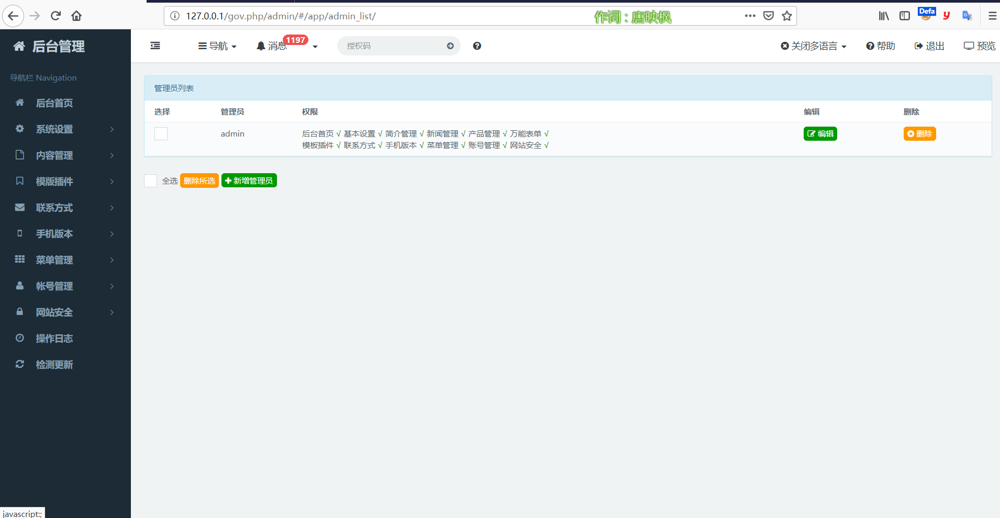 127.0.0.1/gov.php/admin/#/app/admin_list/
作词：唐映枫
Defa
后台管理
导航
消息
1197
授权码
关闭多语言
帮助
退出
预览
导航栏 Navigation
后台首页
系统设置
内容管理
模版插件
联系方式
手机版本
菜单管理
帐号管理
网站安全
操作日志
检测更新
管理员列表
选择 管理员 权限 编辑 删除
admin 后台首页 √ 基本设置 √ 简介管理 √ 新闻管理 √ 产品管理 √ 万能表单 √ 编辑 删除
模板插件 √ 联系方式 √ 手机版本 √ 菜单管理 √ 账号管理 √ 网站安全 √
全选 删除所选 新增管理员
javascript:;